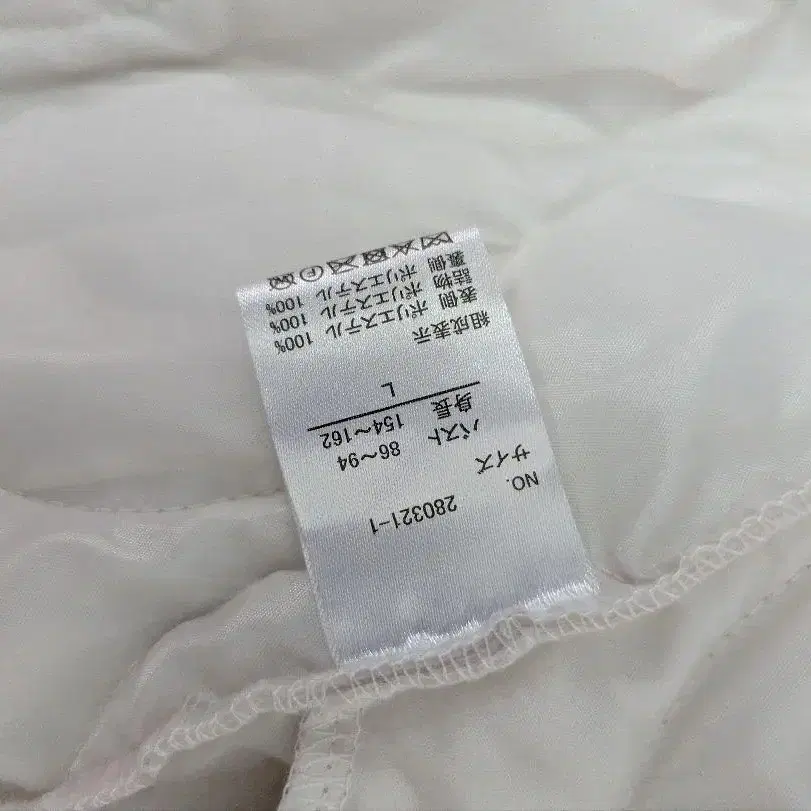 NO. 280321-1
サイズ
バスト 86～94
身長 154～162
L
組成表示
表側 ポリエステル 100%
詰物 ポリエステル 100%
裏側 ポリエステル 100%